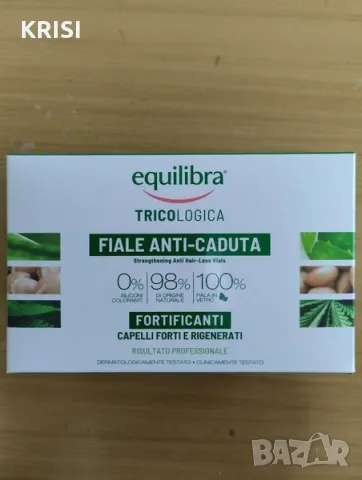 KRISI
equilibra®
TRICOLOGICA
FIALE ANTI-CADUTA
Strengthening Anti Hair-Loss Vials
0% 98% 100%
SILICONI DI ORIGINE FIALA IN
COLORANTI NATURALE VETRO
FORTIFICANTI
CAPELLI FORTI E RIGENERATI
RISULTATO PROFESSIONALE
DERMATOLOGICAMENTE TESTATO • CLINICAMENTE TESTATO
BAZAR